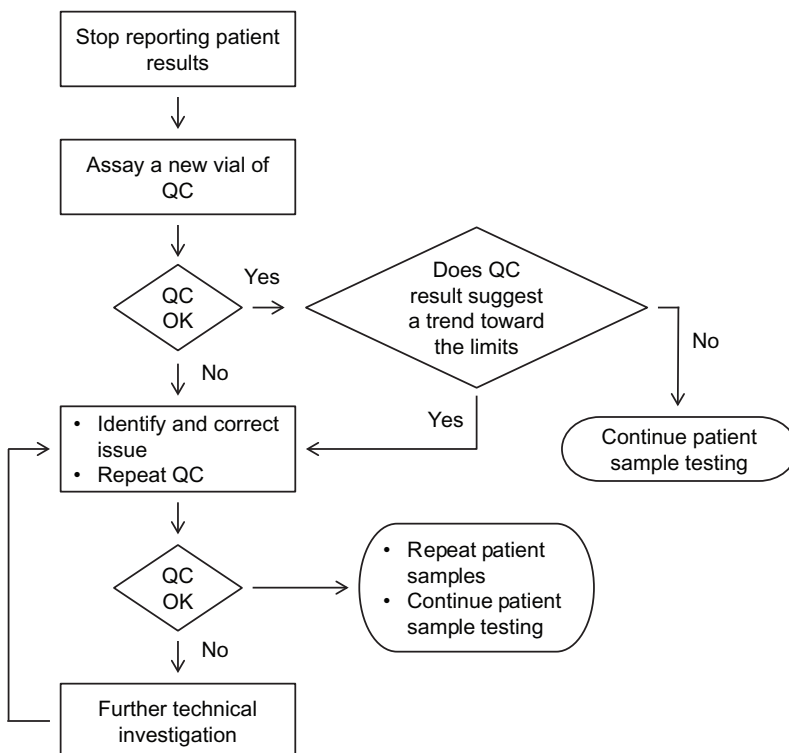 Stop reporting patient
results
Assay a new vial of
QC
QC
OK
Yes
Does QC
result suggest
a trend toward
the limits
No
Continue patient
sample testing
No
Yes
• Identify and correct
issue
• Repeat QC
QC
OK
• Repeat patient
samples
• Continue patient
sample testing
No
Further technical
investigation